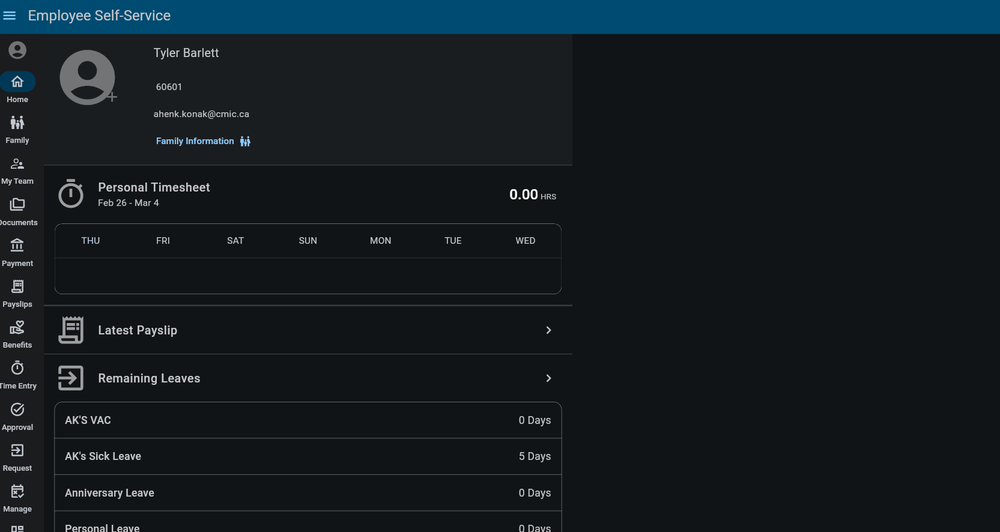 Employee Self-Service
Home
Family
My Team
Documents
Payment
Payslips
Benefits
Time Entry
Approval
Request
Manage
Tyler Barlett
60601
ahenk.konak@cmic.ca
Family Information
Personal Timesheet
Feb 26 - Mar 4
0.00 HRS
THU FRI SAT SUN MON TUE WED
Latest Payslip
Remaining Leaves
AK'S VAC 0 Days
AK's Sick Leave 5 Days
Anniversary Leave 0 Days
Personal Leave 0 Days